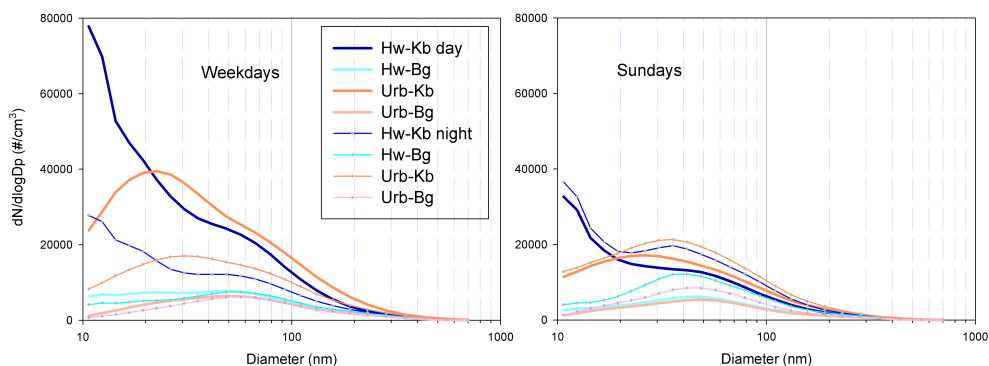 80000
60000
40000
20000
0
dN/dlogDp (#/cm³)
10
100
1000
Diameter (nm)
Weekdays
Hw-Kb day
Hw-Bg
Urb-Kb
Urb-Bg
Hw-Kb night
Hw-Bg
Urb-Kb
Urb-Bg
80000
60000
40000
20000
0
10
100
1000
Diameter (nm)
Sundays